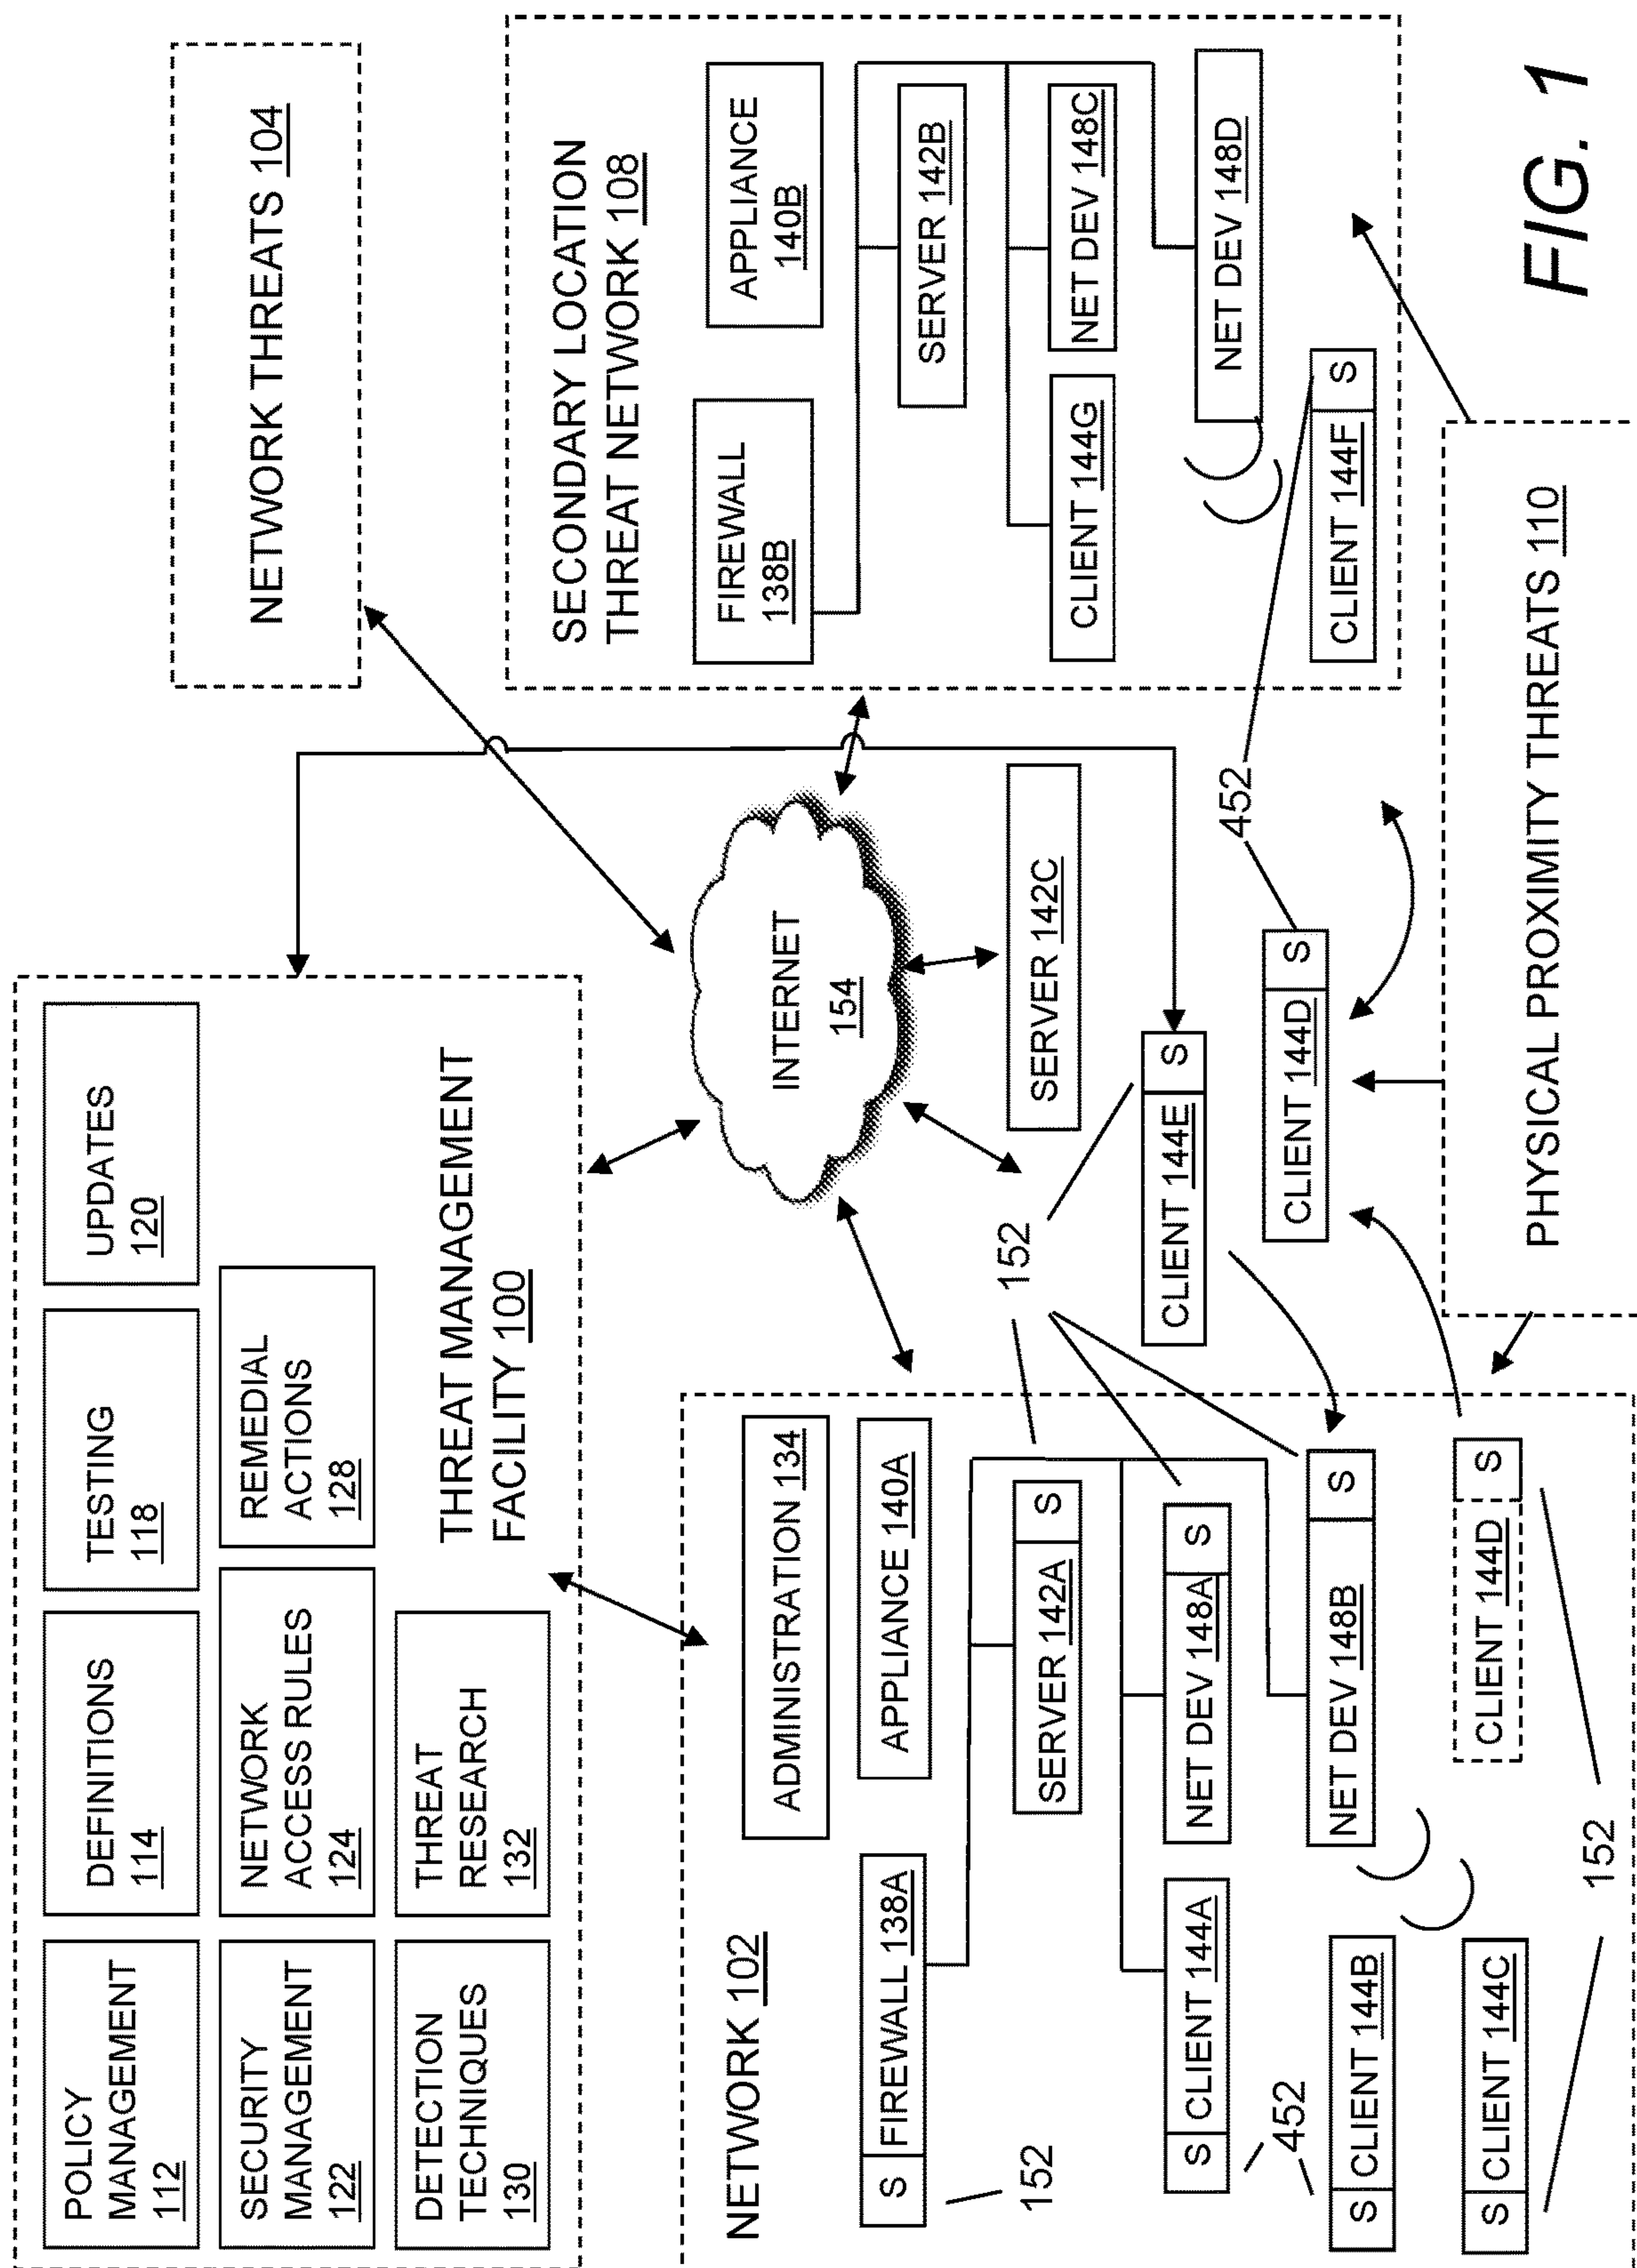 POLICY
MANAGEMENT
112
DEFINITIONS
114
TESTING
118
UPDATES
120
SECURITY
MANAGEMENT
122
NETWORK
ACCESS RULES
124
REMEDIAL
ACTIONS
128
DETECTION
TECHNIQUES
130
THREAT
RESEARCH
132
THREAT MANAGEMENT
FACILITY 100
NETWORK THREATS 104
INTERNET
154
SECONDARY LOCATION
THREAT NETWORK 108
FIREWALL
138B
APPLIANCE
140B
SERVER 142B
CLIENT 144G
NET DEV 148C
NET DEV 148D
CLIENT 144F
S
NETWORK 102
ADMINISTRATION 134
S
FIREWALL 138A
APPLIANCE 140A
152
SERVER 142A
S
152
SERVER 142C
S
CLIENT 144A
NET DEV 148A
S
CLIENT 144E
S
452
452
S
CLIENT 144B
NET DEV 148B
S
CLIENT 144D
S
S
CLIENT 144C
CLIENT 144D
S
152
PHYSICAL PROXIMITY THREATS 110
FIG. 1